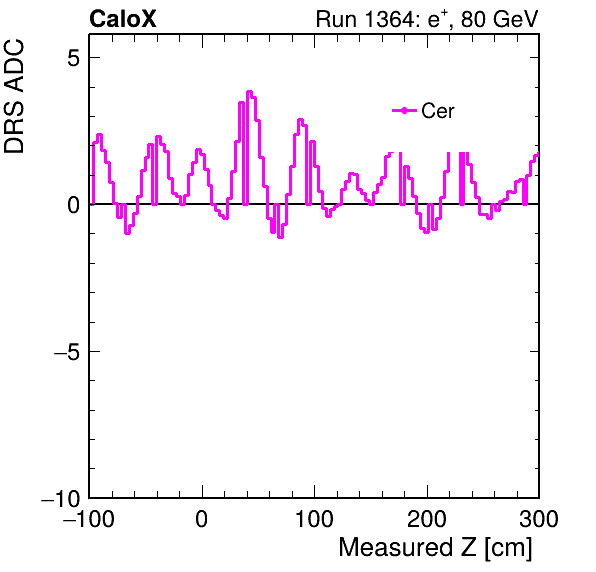 CaloX
Run 1364: e+, 80 GeV
DRS ADC
Cer
5
0
−5
−10
−100 0 100 200 300
Measured Z [cm]